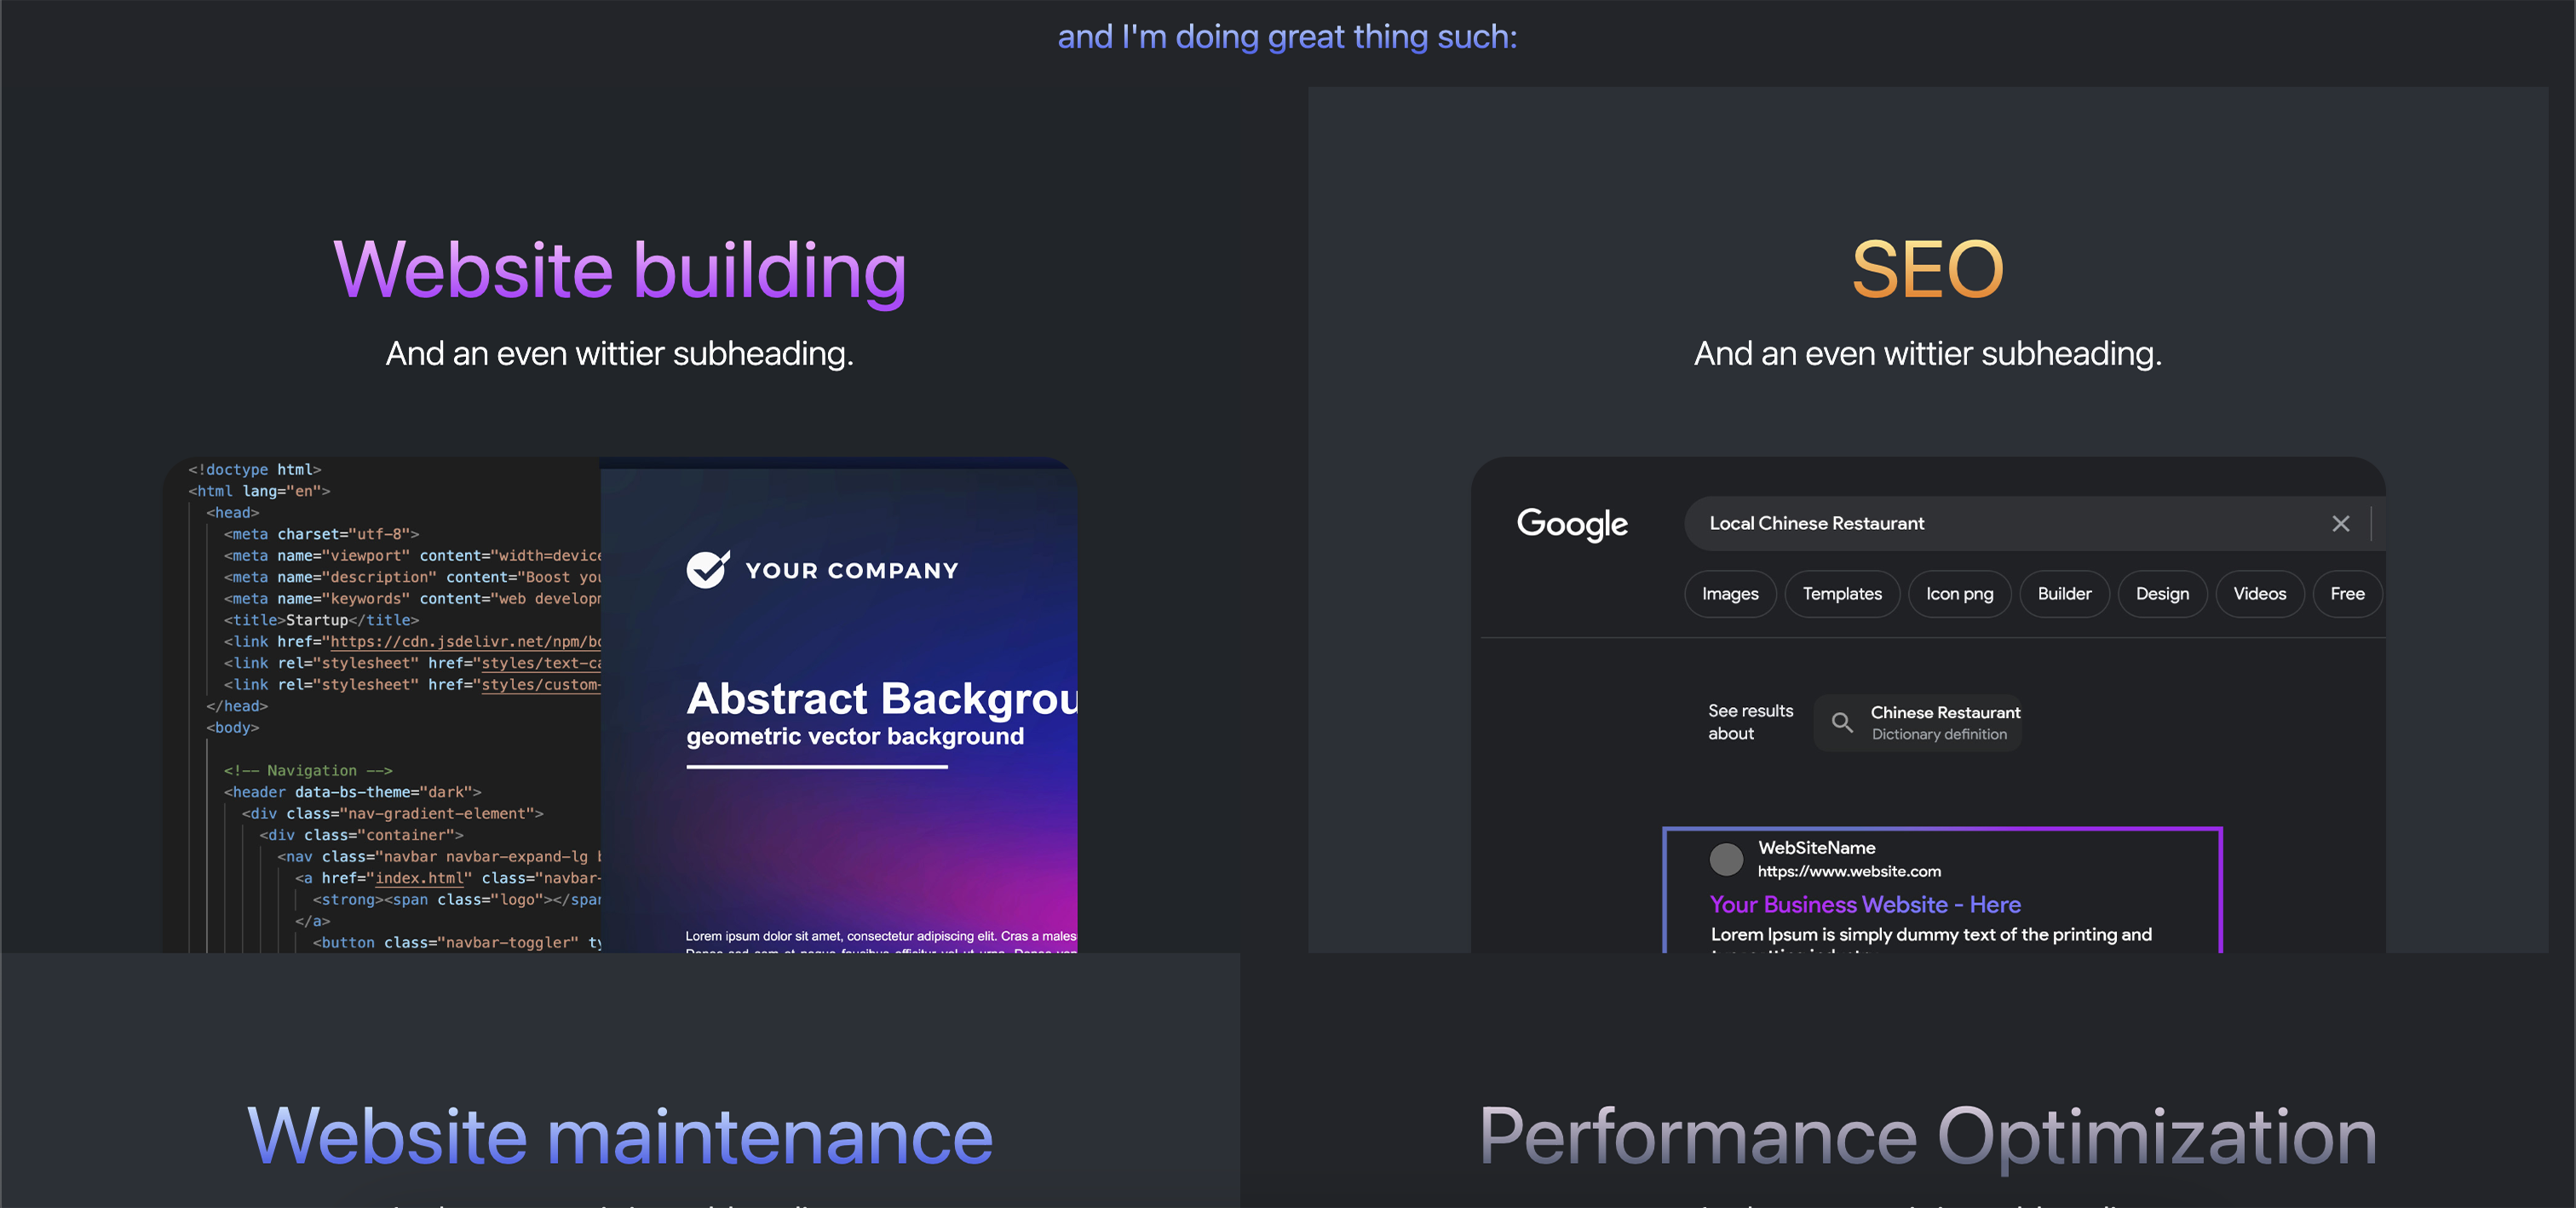 and I'm doing great thing such:
Website building
And an even wittier subheading.
<!doctype html>
<html lang="en">
<head>
<meta charset="utf-8">
<meta name="viewport" content="width=device
<meta name="description" content="Boost you
<meta name="keywords" content="web developm
<title>Startup</title>
<link href="https://cdn.jsdelivr.net/npm/bo
<link rel="stylesheet" href="styles/text-ca
<link rel="stylesheet" href="styles/custom-
</head>
<body>
<!-- Navigation -->
<header data-bs-theme="dark">
<div class="nav-gradient-element">
<div class="container">
<nav class="navbar navbar-expand-lg b
<a href="index.html" class="navbar-
<strong><span class="logo"></span
</a>
<button class="navbar-toggler" ty
YOUR COMPANY
Abstract Backgrou
geometric vector background
Lorem ipsum dolor sit amet, consectetur adipiscing elit. Cras a males
SEO
And an even wittier subheading.
Google
Local Chinese Restaurant
Images Templates Icon png Builder Design Videos Free
See results
about
Chinese Restaurant
Dictionary definition
WebSiteName
https://www.website.com
Your Business Website - Here
Lorem Ipsum is simply dummy text of the printing and
Website maintenance
Performance Optimization